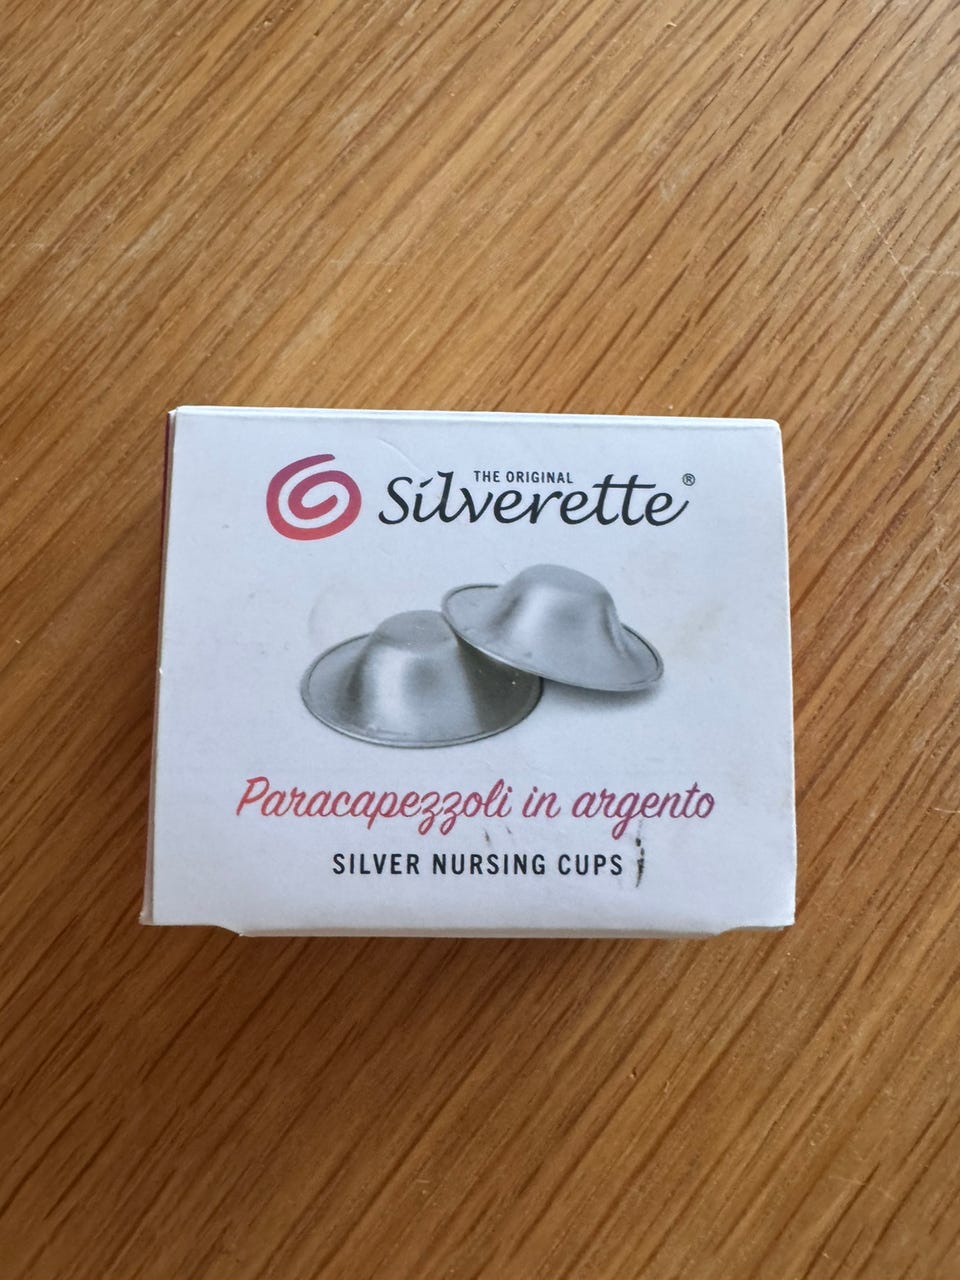 THE ORIGINAL
Silverette®
Paracapezzoli in argento
SILVER NURSING CUPS